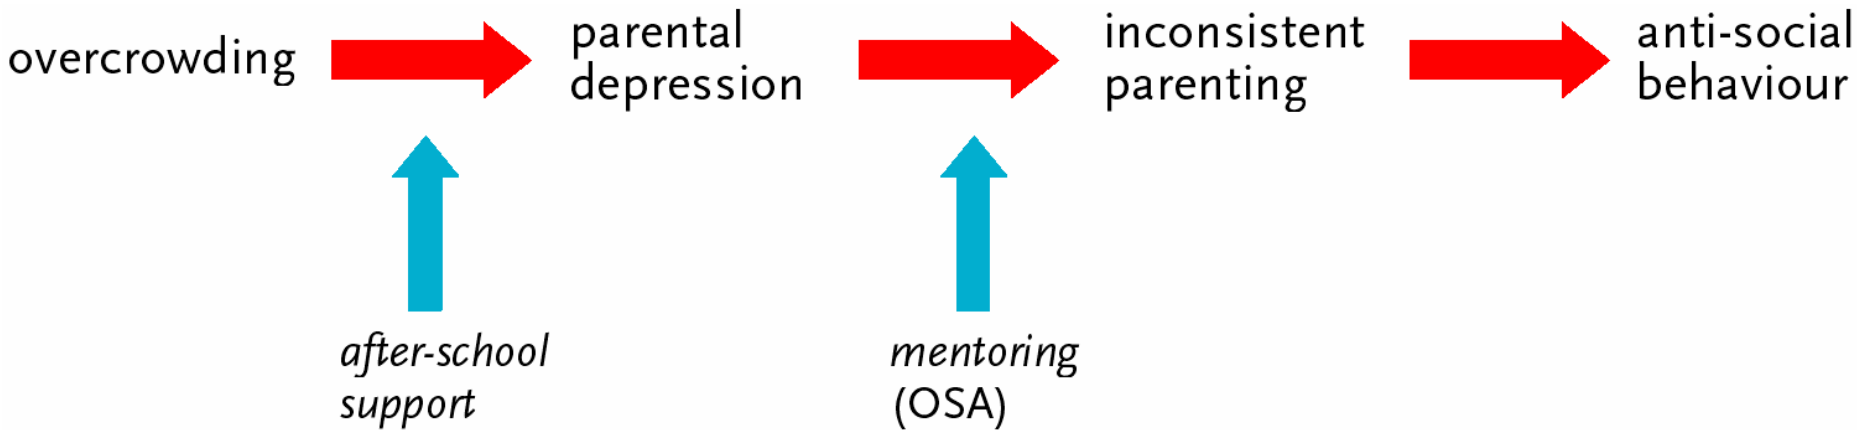 overcrowding
parental
depression
inconsistent
parenting
anti-social
behaviour
after-school
support
mentoring
(OSA)